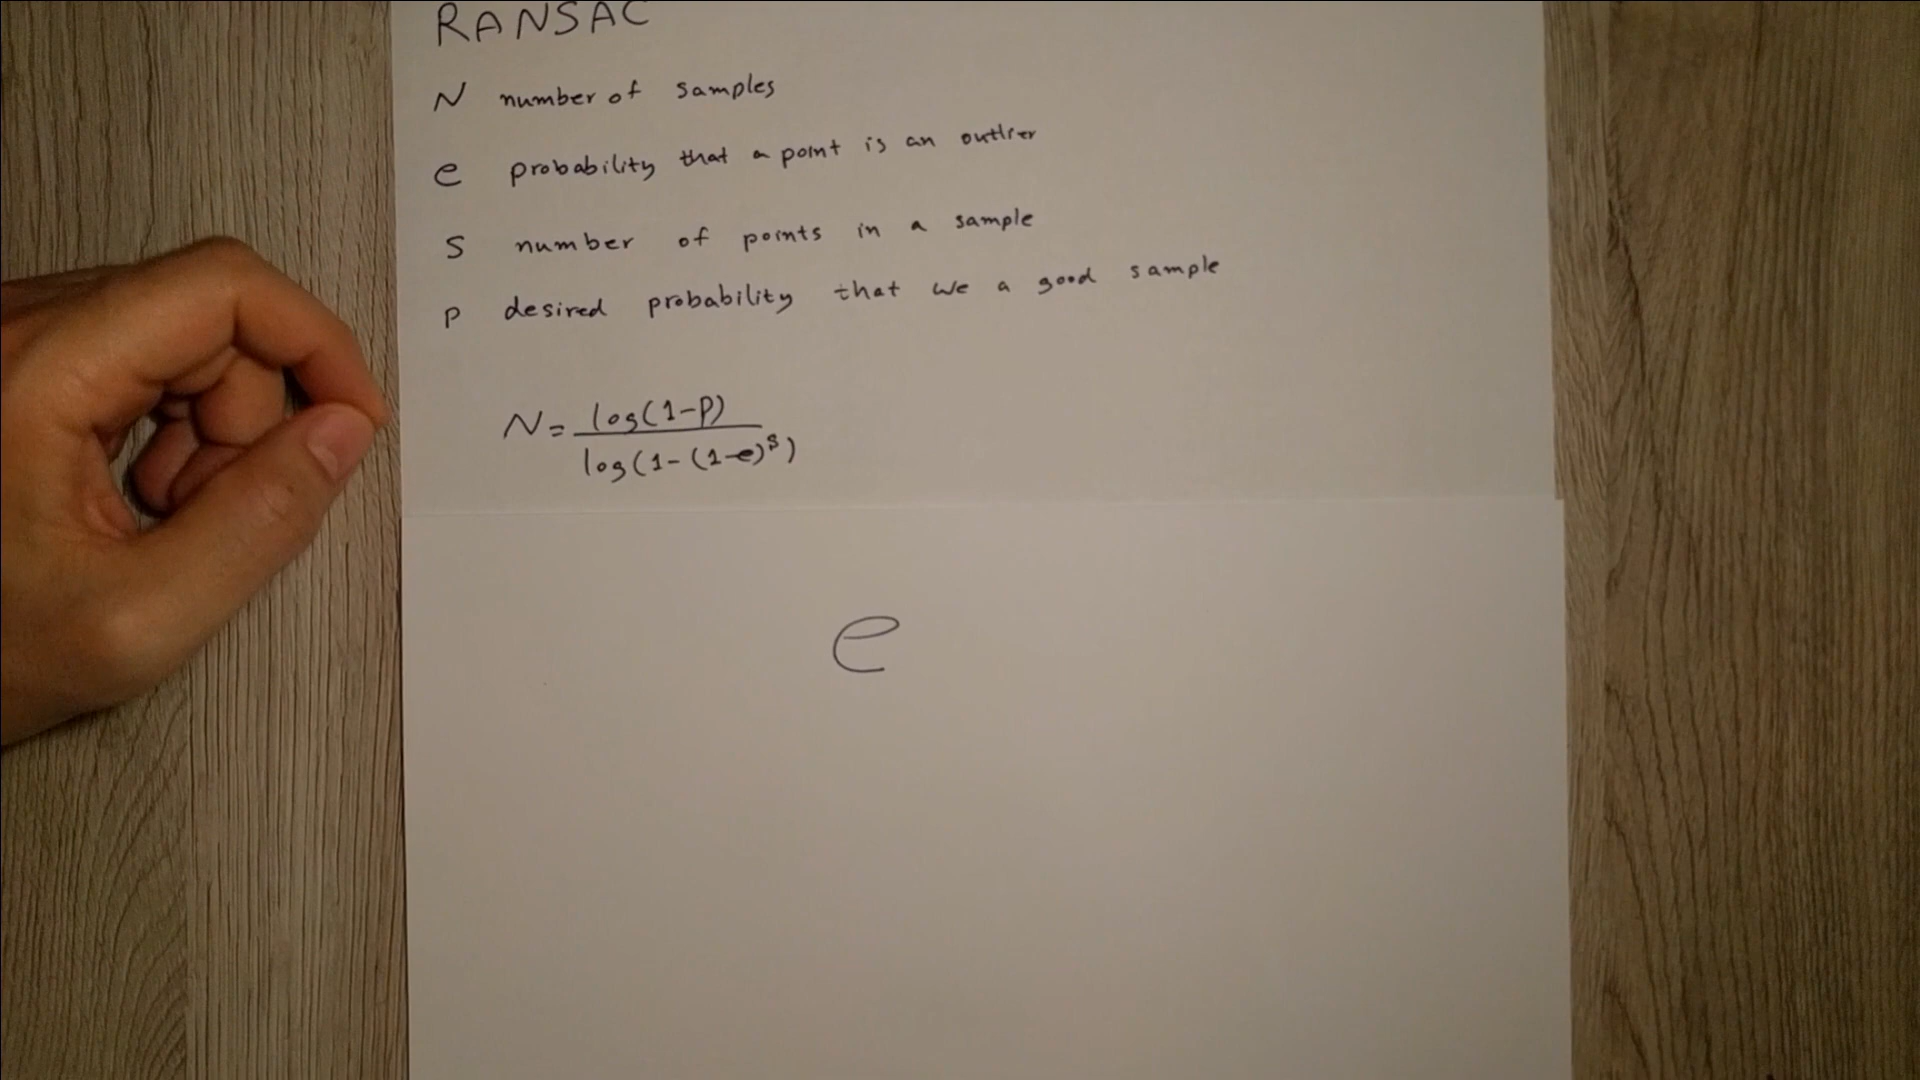 RANSAC
N number of samples
e probability that a point is an outlier
S number of points in a sample
P desired probability that we a good sample
N = log(1-P)
log(1-(1-e)^s)
e